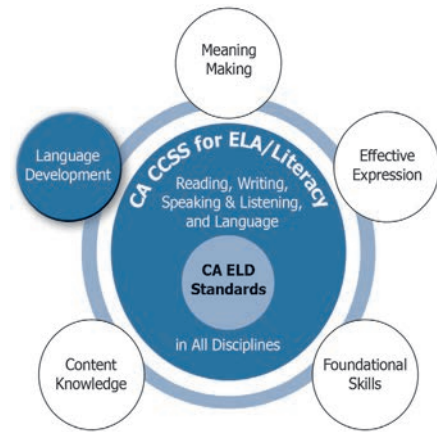 Meaning
Making
Language
Development
Effective
Expression
CA CCSS for ELA/Literacy
Reading, Writing,
Speaking & Listening,
and Language
CA ELD
Standards
in All Disciplines
Content
Knowledge
Foundational
Skills